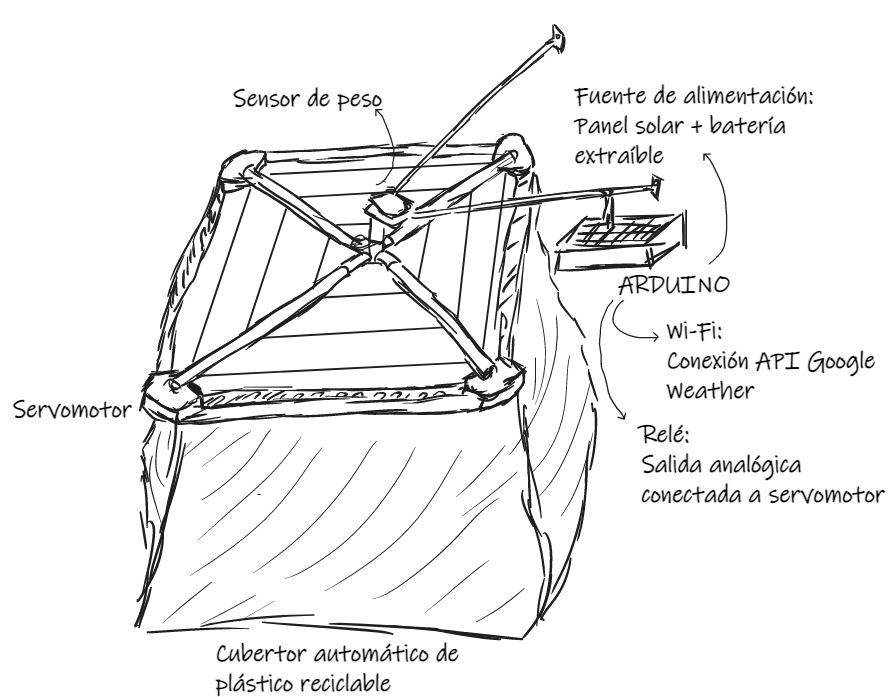 Sensor de peso
Fuente de alimentación:
Panel solar + batería
extraíble
ARDUINO
Wi-Fi:
Conexión API Google
Weather
Servomotor
Relé:
Salida analógica
conectada a servomotor
Cubertor automático de
plástico reciclable